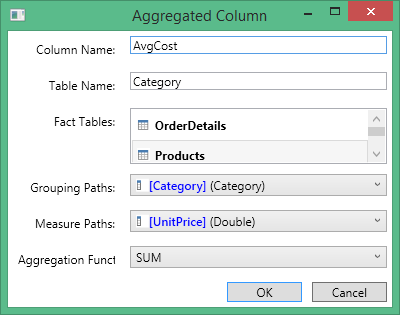 Aggregated Column
Column Name: AvgCost
Table Name: Category
Fact Tables: OrderDetails
Products
Grouping Paths: [Category] (Category)
Measure Paths: [UnitPrice] (Double)
Aggregation Funct SUM
OK Cancel